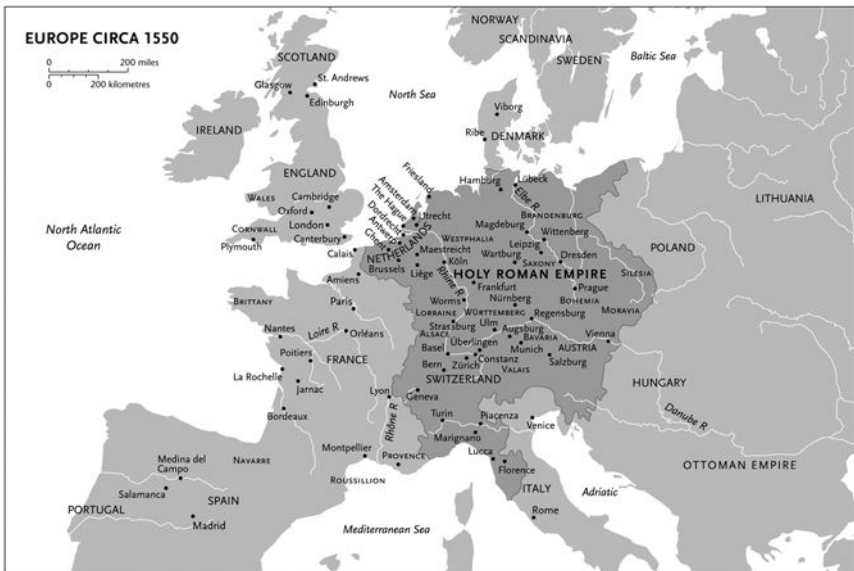 EUROPE CIRCA 1550
0 200 miles
0 200 kilometres
NORWAY
SCANDINAVIA
SWEDEN
Baltic Sea
SCOTLAND
St. Andrews
Glasgow
Edinburgh
North Sea
Viborg
Ribe
DENMARK
IRELAND
ENGLAND
Friesland
Hamburg
Lübeck
Elbe R
LITHUANIA
WALES
Cambridge
Oxford
London
Amsterdam
The Hague
Dordrecht
Antwerp
Ghent
Utrecht
BRANDENBURG
Magdeburg
North Atlantic
Ocean
CORNWALL
Plymouth
Canterbury
Calais
NETHERLANDS
Maestreicht
WESTPHALIA
Wittenberg
Leipzig
POLAND
Brussels
Liège
Köln
Wartburg
SAXONY
Dresden
HOLY ROMAN EMPIRE
SILESIA
Amiens
Rhine R
Frankfurt
Prague
BOHEMIA
Paris
Worms
Nürnberg
MORAVIA
BRITTANY
LORRAINE
WÜRTTEMBERG
Regensburg
Nantes
Loire R
Orléans
Strassburg
Ulm
Augsburg
ALSACE
BAVARIA
Vienna
Überlingen
Munich
AUSTRIA
Poitiers
FRANCE
Basel
Zürich
Constanz
Salzburg
Bern
VALAIS
La Rochelle
SWITZERLAND
HUNGARY
Jarnac
Lyon
Geneva
Danube R
Bordeaux
Rhône R
Turin
Piacenza
Venice
Marignano
Montpellier
PROVENCE
Lucca
Florence
Medina del
Campo
NAVARRE
ROUSSILLION
OTTOMAN EMPIRE
Salamanca
SPAIN
ITALY
Adriatic
PORTUGAL
Madrid
Mediterranean Sea
Rome